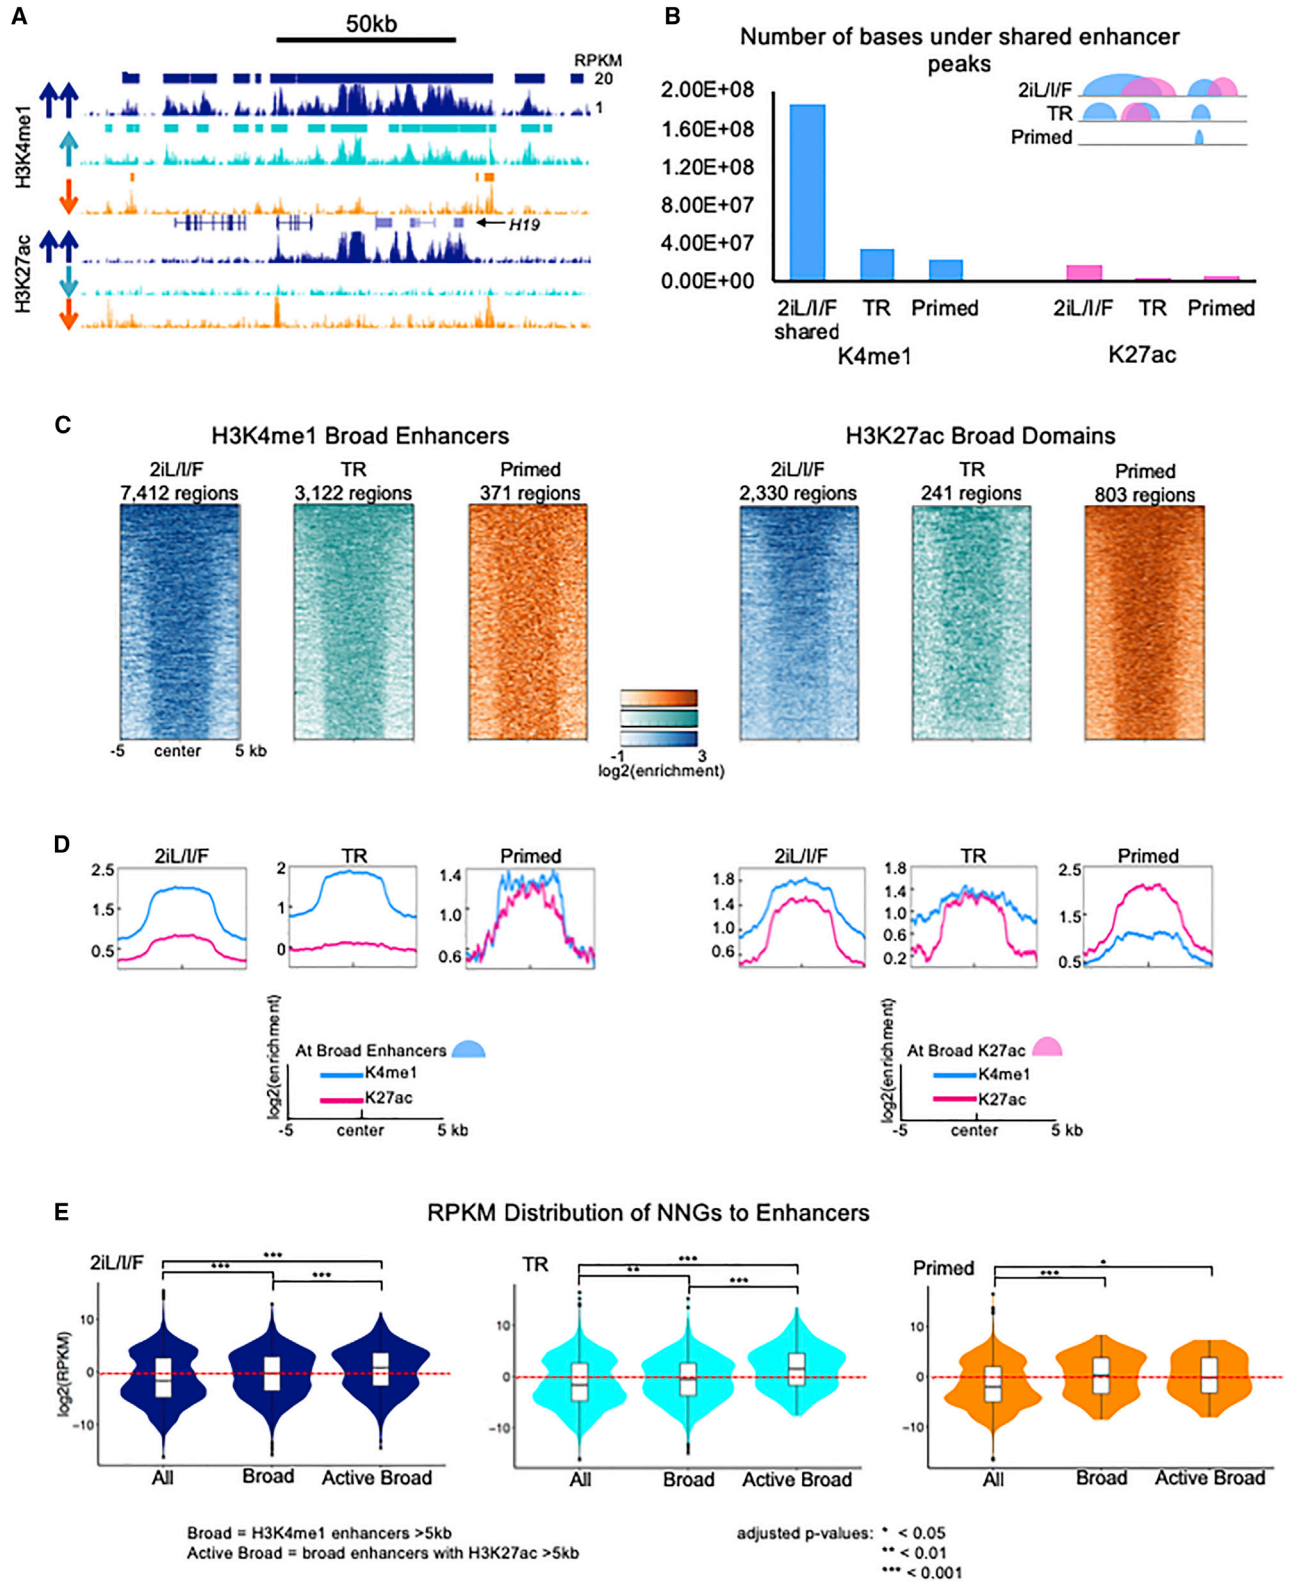 A
50kb
RPKM
20
1
H3K4me1
H19
H3K27ac
B
Number of bases under shared enhancer
peaks
2.00E+08
1.60E+08
1.20E+08
8.00E+07
4.00E+07
0.00E+00
2iL/I/F
TR
Primed
2iL/I/F
shared
TR
Primed
2iL/I/F
TR
Primed
K4me1
K27ac
C
H3K4me1 Broad Enhancers
H3K27ac Broad Domains
2iL/I/F
7,412 regions
TR
3,122 regions
Primed
371 regions
2iL/I/F
2,330 regions
TR
241 regions
Primed
803 regions
-5 center 5 kb
-1 3
log2(enrichment)
D
2iL/I/F
2.5
1.5
0.5
TR
2
1
0
Primed
1.4
1.0
0.6
2iL/I/F
1.8
1.4
1.0
0.6
TR
1.8
1.4
1.0
0.6
0.2
Primed
2.5
1.5
0.5
log2(enrichment)
At Broad Enhancers
K4me1
K27ac
-5 center 5 kb
log2(enrichment)
At Broad K27ac
K4me1
K27ac
-5 center 5 kb
E
RPKM Distribution of NNGs to Enhancers
2iL/I/F
***
***
***
log2(RPKM)
10
0
-10
All Broad Active Broad
TR
***
**
***
10
0
-10
All Broad Active Broad
Primed
*
***
10
0
-10
All Broad Active Broad
Broad = H3K4me1 enhancers >5kb
Active Broad = broad enhancers with H3K27ac >5kb
adjusted p-values: * < 0.05
** < 0.01
*** < 0.001